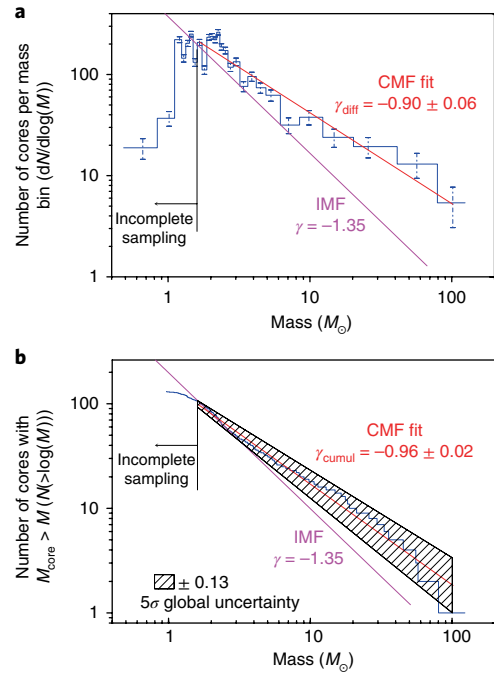 a
Number of cores per mass
bin (dN/dlog(M))
100
10
1
CMF fit
γdiff = −0.90 ± 0.06
Incomplete
sampling
IMF
γ = −1.35
1
10
100
Mass (M☉)
b
Number of cores with
Mcore > M (N(>log(M)))
100
10
1
CMF fit
γcumul = −0.96 ± 0.02
Incomplete
sampling
IMF
γ = −1.35
± 0.13
5σ global uncertainty
1
10
100
Mass (M☉)